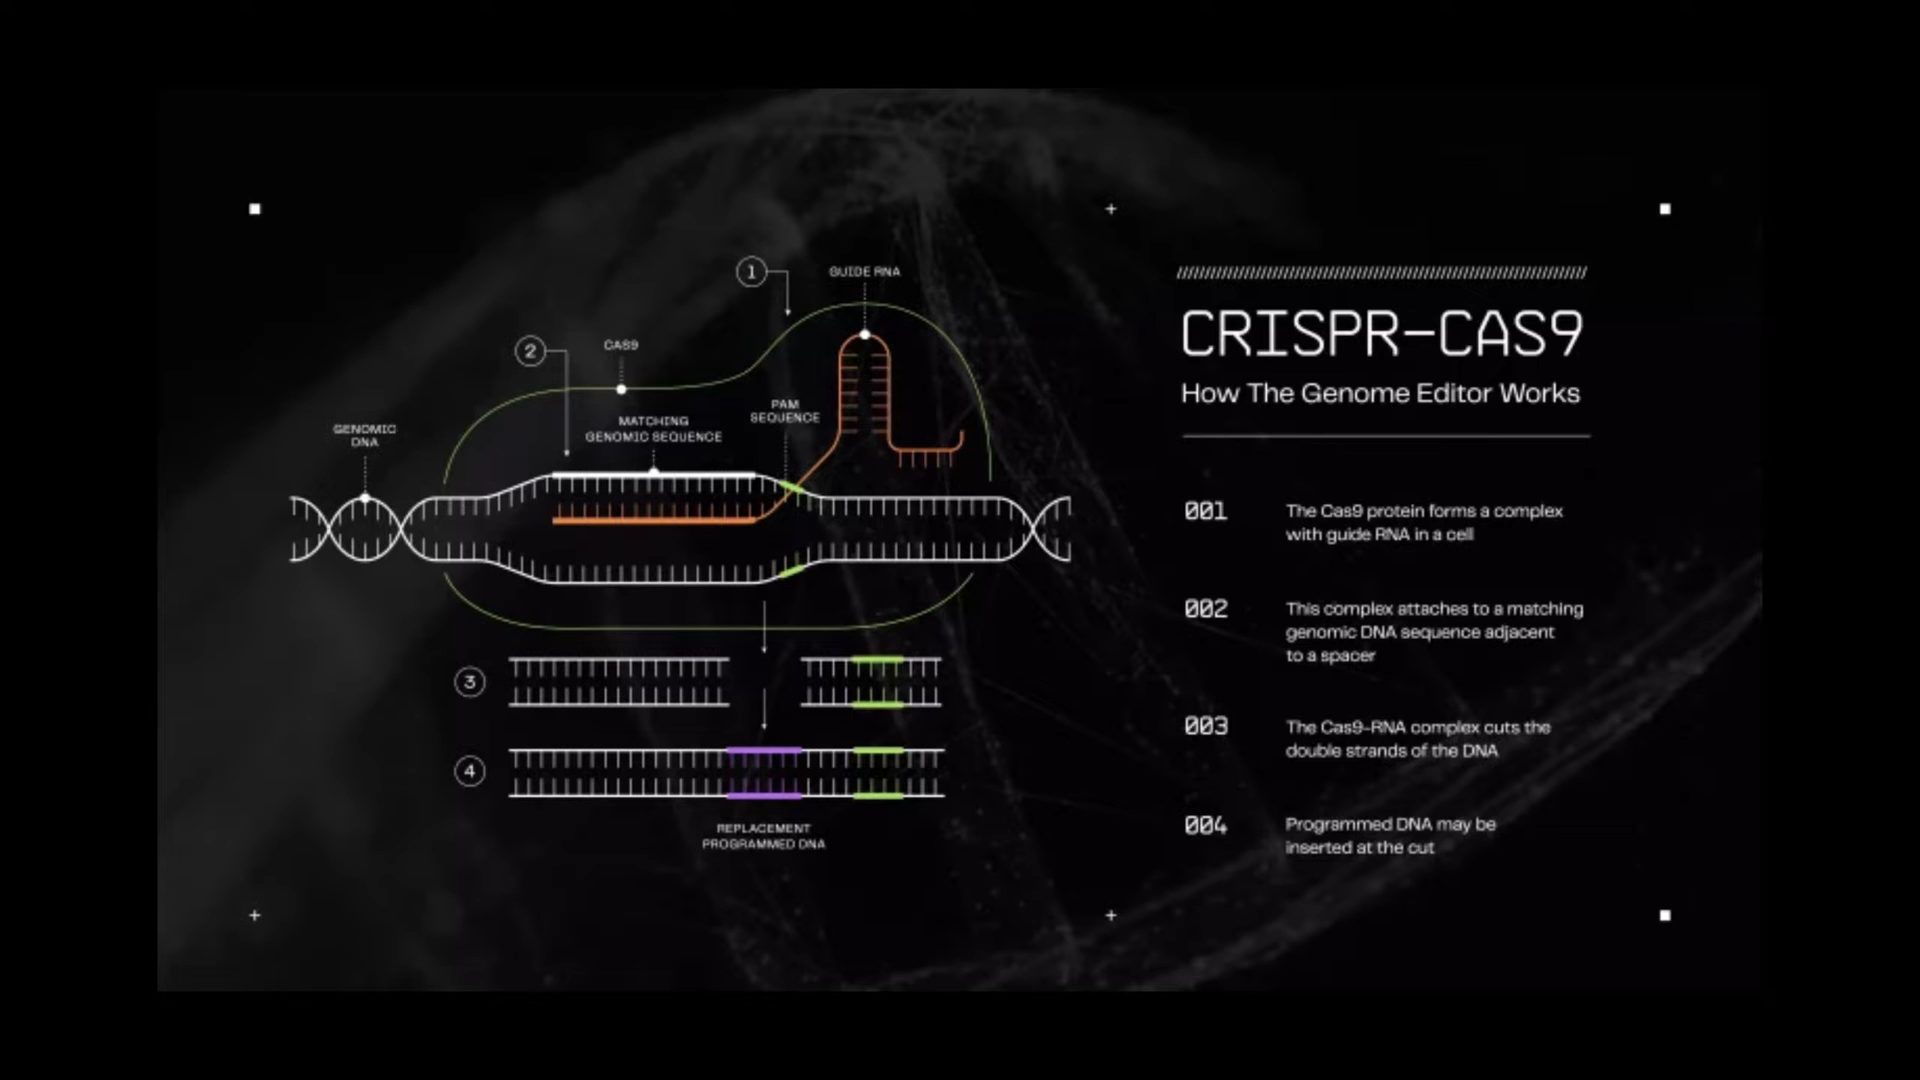 1
GUIDE RNA
2
CAS9
PAM
SEQUENCE
MATCHING
GENOMIC SEQUENCE
GENOMIC
DNA
3
4
REPLACEMENT
PROGRAMMED DNA
CRISPR-CAS9
How The Genome Editor Works
001
The Cas9 protein forms a complex
with guide RNA in a cell
002
This complex attaches to a matching
genomic DNA sequence adjacent
to a spacer
003
The Cas9-RNA complex cuts the
double strands of the DNA
004
Programmed DNA may be
inserted at the cut